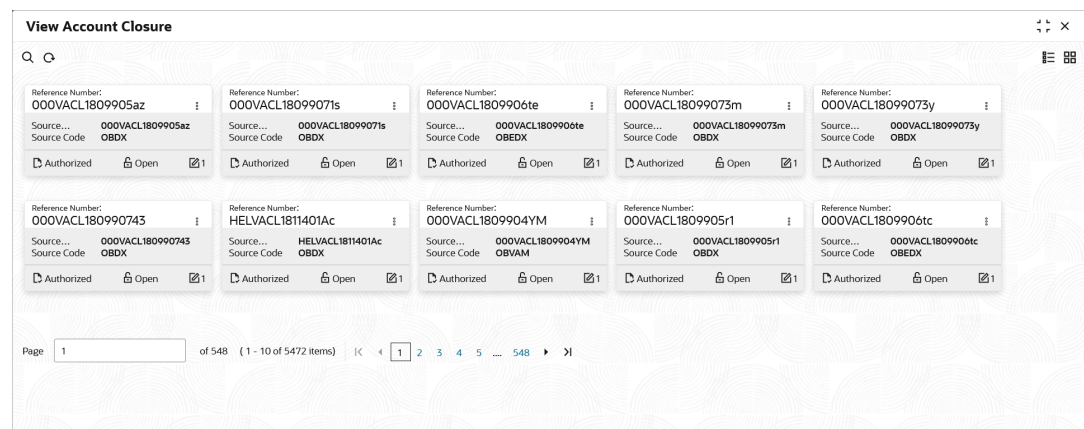 View Account Closure
Reference Number:
000VACL1809905az
Source... 000VACL1809905az
Source Code OBDX
Authorized Open 1
Reference Number:
000VACL18099071s
Source... 000VACL18099071s
Source Code OBDX
Authorized Open 1
Reference Number:
000VACL1809906te
Source... 000VACL1809906te
Source Code OBEDX
Authorized Open 1
Reference Number:
000VACL18099073m
Source... 000VACL18099073m
Source Code OBDX
Authorized Open 1
Reference Number:
000VACL18099073y
Source... 000VACL18099073y
Source Code OBDX
Authorized Open 1
Reference Number:
000VACL180990743
Source... 000VACL180990743
Source Code OBDX
Authorized Open 1
Reference Number:
HELVACL1811401Ac
Source... HELVACL1811401Ac
Source Code OBDX
Authorized Open 1
Reference Number:
000VACL1809904YM
Source... 000VACL1809904YM
Source Code OBVAM
Authorized Open 1
Reference Number:
000VACL1809905r1
Source... 000VACL1809905r1
Source Code OBDX
Authorized Open 1
Reference Number:
000VACL1809906tc
Source... 000VACL1809906tc
Source Code OBEDX
Authorized Open 1
Page 1 of 548 ( 1 - 10 of 5472 items) 1 2 3 4 5 .... 548